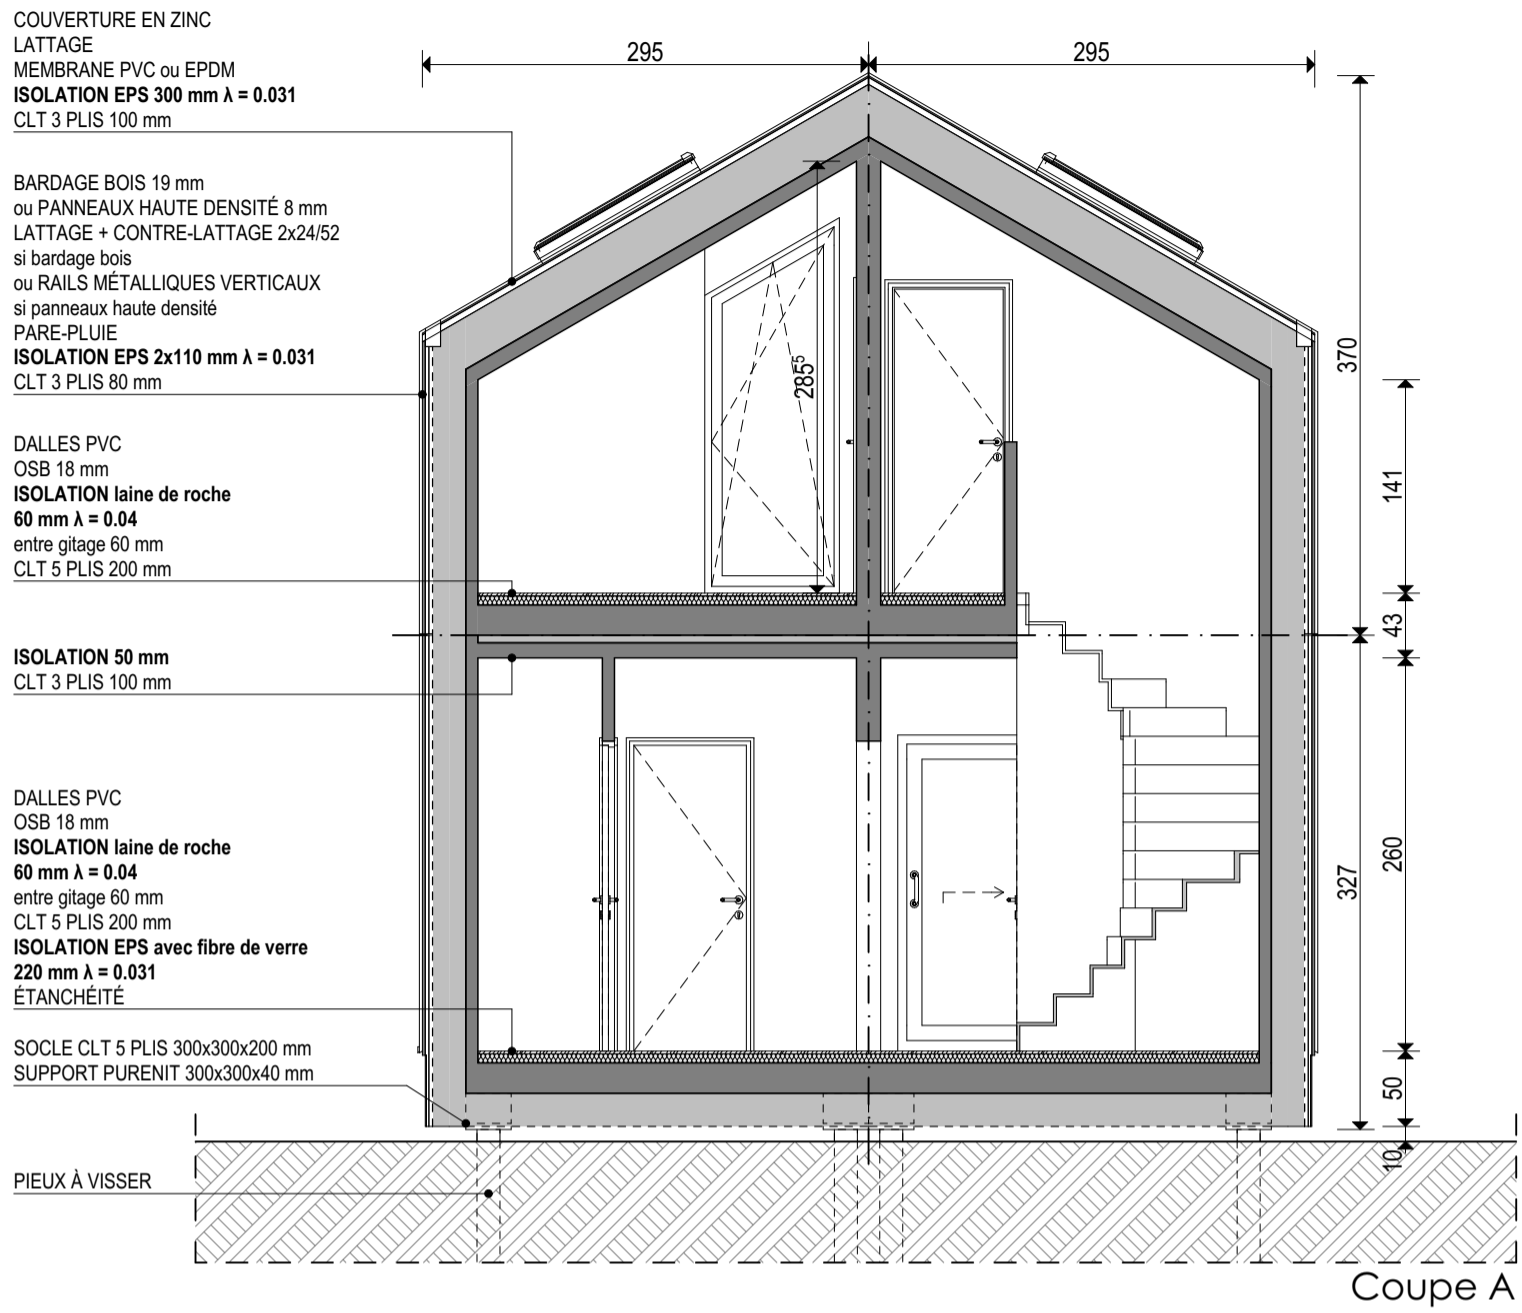 COUVERTURE EN ZINC
LATTAGE
MEMBRANE PVC ou EPDM
ISOLATION EPS 300 mm λ = 0.031
CLT 3 PLIS 100 mm
BARDAGE BOIS 19 mm
ou PANNEAUX HAUTE DENSITÉ 8 mm
LATTAGE + CONTRE-LATTAGE 2x24/52
si bardage bois
ou RAILS MÉTALLIQUES VERTICAUX
si panneaux haute densité
PARE-PLUIE
ISOLATION EPS 2x110 mm λ = 0.031
CLT 3 PLIS 80 mm
DALLES PVC
OSB 18 mm
ISOLATION laine de roche
60 mm λ = 0.04
entre gitage 60 mm
CLT 5 PLIS 200 mm
ISOLATION 50 mm
CLT 3 PLIS 100 mm
DALLES PVC
OSB 18 mm
ISOLATION laine de roche
60 mm λ = 0.04
entre gitage 60 mm
CLT 5 PLIS 200 mm
ISOLATION EPS avec fibre de verre
220 mm λ = 0.031
ÉTANCHÉITÉ
SOCLE CLT 5 PLIS 300x300x200 mm
SUPPORT PURENIT 300x300x40 mm
PIEUX À VISSER
295
295
285⁵
370
327
141
43
260
50
10
Coupe A